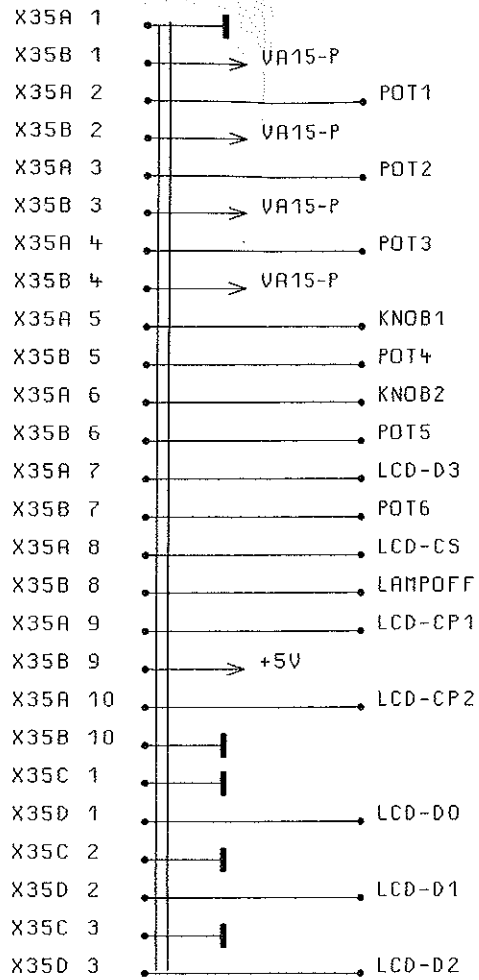 X35A 1
X35B 1 VA15-P
X35A 2 POT1
X35B 2 VA15-P
X35A 3 POT2
X35B 3 VA15-P
X35A 4 POT3
X35B 4 VA15-P
X35A 5 KNOB1
X35B 5 POT4
X35A 6 KNOB2
X35B 6 POT5
X35A 7 LCD-D3
X35B 7 POT6
X35A 8 LCD-CS
X35B 8 LAMPOFF
X35A 9 LCD-CP1
X35B 9 +5V
X35A 10 LCD-CP2
X35B 10
X35C 1
X35D 1 LCD-D0
X35C 2
X35D 2 LCD-D1
X35C 3
X35D 3 LCD-D2